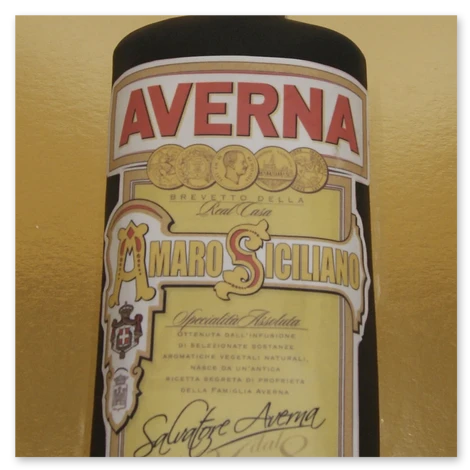 AVERNA
BREVETTO DELLA
Real Casa
AMARO SICILIANO
Specialità Assoluta
OTTENUTA DALL'INFUSIONE
DI SELEZIONATE SOSTANZE
AROMATICHE VEGETALI NATURALI,
NASCE DA UN'ANTICA
RICETTA SEGRETA DI PROPRIETÀ
DELLA FAMIGLIA AVERNA
Salvatore Averna
dal